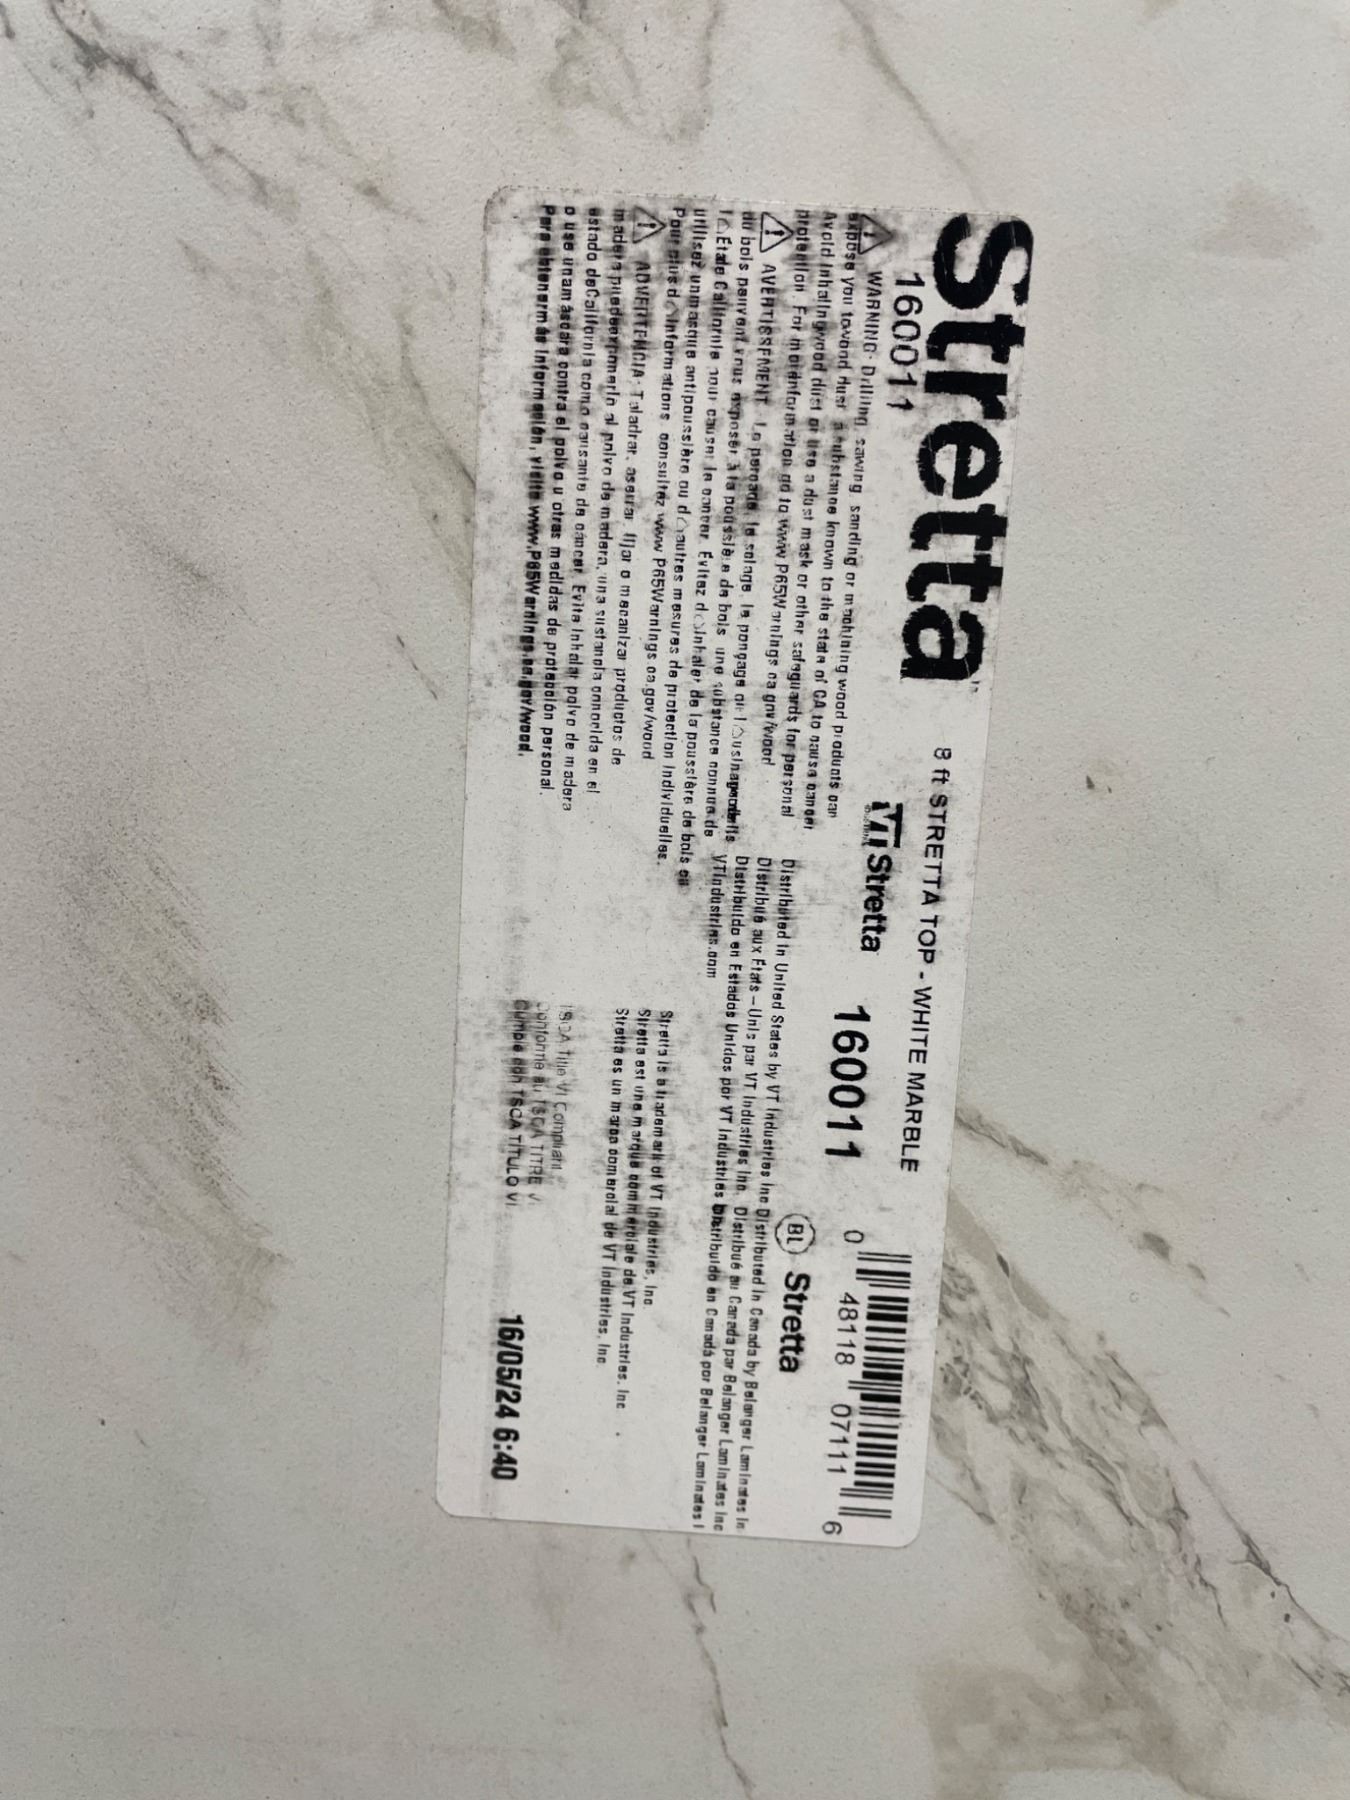 Stretta
8 ft STRETTA TOP - WHITE MARBLE
160011
VTI Stretta
160011
0 48118 07111 6
WARNING: Drilling, sawing, sanding or machining wood products can
expose you to wood dust, a substance known to the state of CA to cause cancer
Avoid inhaling wood dust or use a dust mask or other safeguards for personal
protection. For more information go to www P65Warnings ca gov/wood
AVERTISSEMENT: Le perçage, le sciage, le ponçage ou
du bois peuvent vous exposer à la poussière de bois une substance connue de
État Californie pour causer le cancer. Évitez d inhaler de la poussière de bois ou
utilisez un masque antipoussière ou d autres mesures de protection individuelles.
Pour plus d informations consultez www P65Warnings ca.gov/wood
ADVERTENCIA: Taladrar, aserrar, lijar o mecanizar productos de
madera puede exponerlo al polvo de madera, una sustancia conocida en el
estado de California como causante de cáncer. Evite inhalar polvo de madera
o use una máscara contra el polvo u otras medidas de protección personal.
Para obtener más información, visite www.P65Warnings.ca.gov/wood.
BL Stretta
Distributed in United States by VT Industries Inc Distributed in Canada by Belanger Laminates In
Distribué aux États-Unis par VT Industries Inc. Distribué au Canada par Belanger Laminates Inc
Distribuido en Estados Unidos por VT Industries Distribuido en Canadá por Belanger Laminates I
VTIndustries.com
Stretta is a trademark of VT Industries, Inc.
Stretta est une marque commerciale de VT Industries. Inc
Stretta es un marca comercial de VT Industries, Inc.
TSCA Title VI Compliant
Conforme au TSCA TITRE VI
Cumple con TSCA TITULO VI
16/05/24 6:40